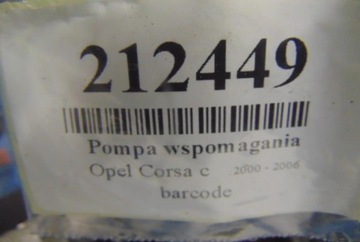 212449
Pompa wspomagania
Opel Corsa c 2000 - 2006
barcode